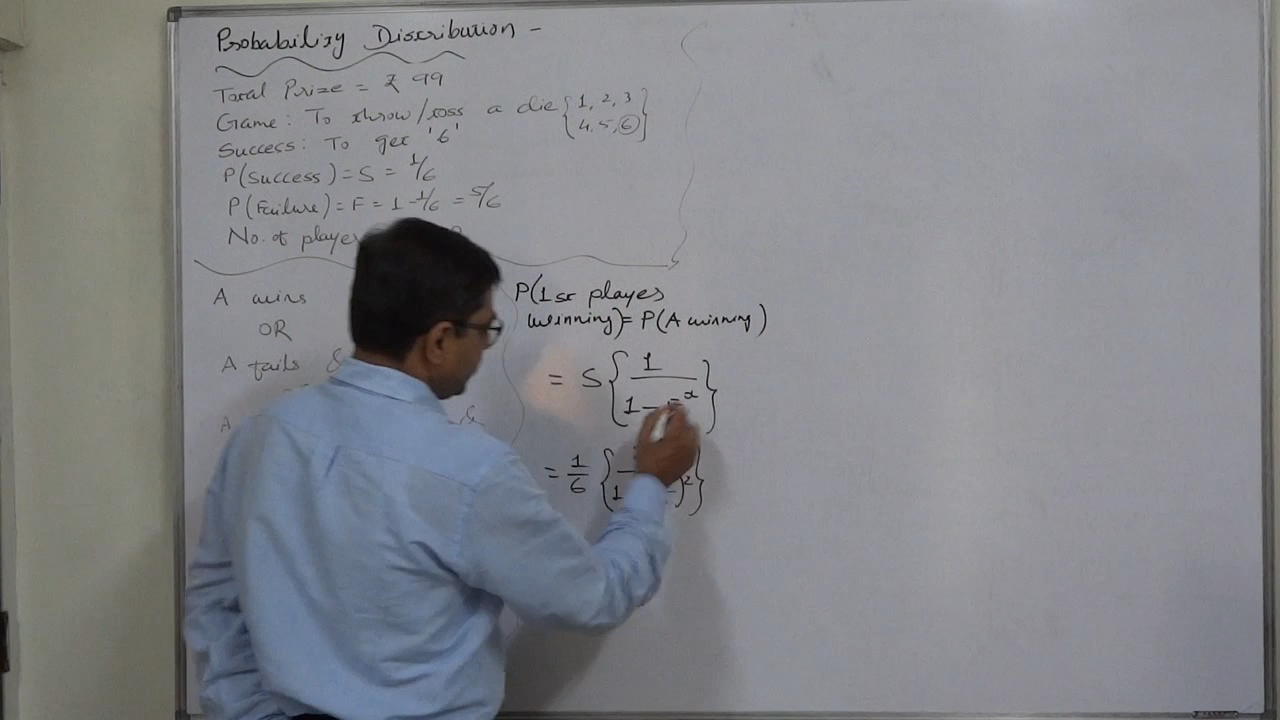 Probability Discribution -
Total Prize = ₹ 99
Game: To throw/toss a die {1, 2, 3
4, 5, 6}
Success: To get '6'
P(success) = S = 1/6
P(Failure) = F = 1 - 1/6 = 5/6
No. of player
A wins
OR
A fails &
A
&
P(1st player
winning) = P(A winning)
= S { 1 / 1 - F^x }
= 1/6 { 1 )² }